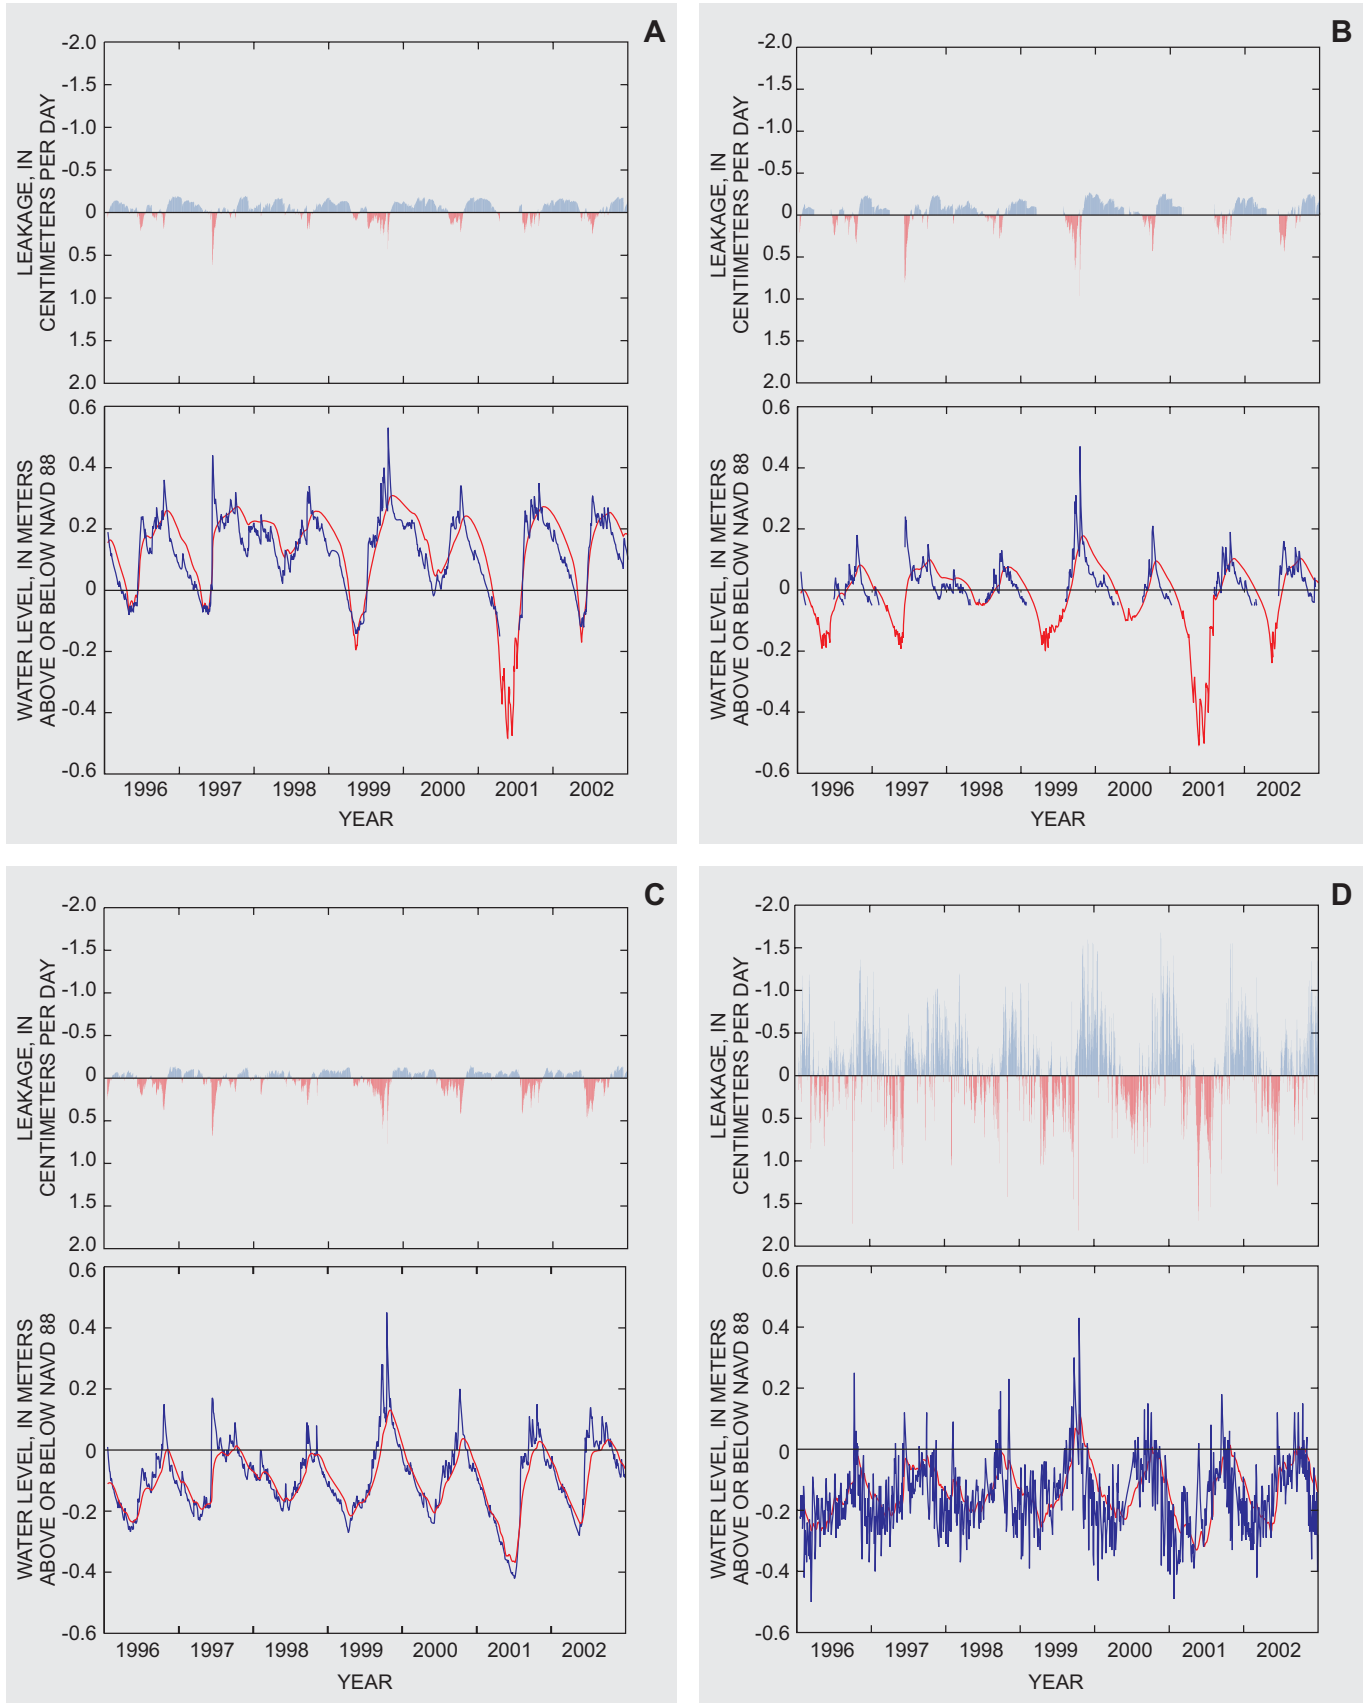 A
-2.0
-1.5
-1.0
-0.5
0
0.5
1.0
1.5
2.0
LEAKAGE, IN
CENTIMETERS PER DAY
0.6
0.4
0.2
0
-0.2
-0.4
-0.6
WATER LEVEL, IN METERS
ABOVE OR BELOW NAVD 88
1996 1997 1998 1999 2000 2001 2002
YEAR
B
-2.0
-1.5
-1.0
-0.5
0
0.5
1.0
1.5
2.0
LEAKAGE, IN
CENTIMETERS PER DAY
0.6
0.4
0.2
0
-0.2
-0.4
-0.6
WATER LEVEL, IN METERS
ABOVE OR BELOW NAVD 88
1996 1997 1998 1999 2000 2001 2002
YEAR
C
-2.0
-1.5
-1.0
-0.5
0
0.5
1.0
1.5
2.0
LEAKAGE, IN
CENTIMETERS PER DAY
0.6
0.4
0.2
0
-0.2
-0.4
-0.6
WATER LEVEL, IN METERS
ABOVE OR BELOW NAVD 88
1996 1997 1998 1999 2000 2001 2002
YEAR
D
-2.0
-1.5
-1.0
-0.5
0
0.5
1.0
1.5
2.0
LEAKAGE, IN
CENTIMETERS PER DAY
0.6
0.4
0.2
0
-0.2
-0.4
-0.6
WATER LEVEL, IN METERS
ABOVE OR BELOW NAVD 88
1996 1997 1998 1999 2000 2001 2002
YEAR